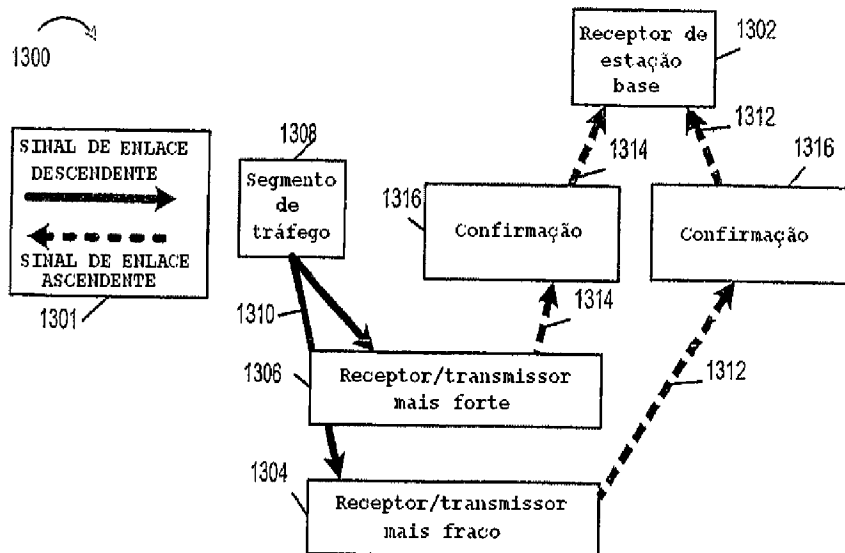 1300
SINAL DE ENLACE
DESCENDENTE
SINAL DE ENLACE
ASCENDENTE
1301
1308
Segmento
de
tráfego
1310
1302
Receptor de
estação
base
1314
1312
1316
Confirmação
1316
Confirmação
1314
1312
1306
Receptor/transmissor
mais forte
1304
Receptor/transmissor
mais fraco